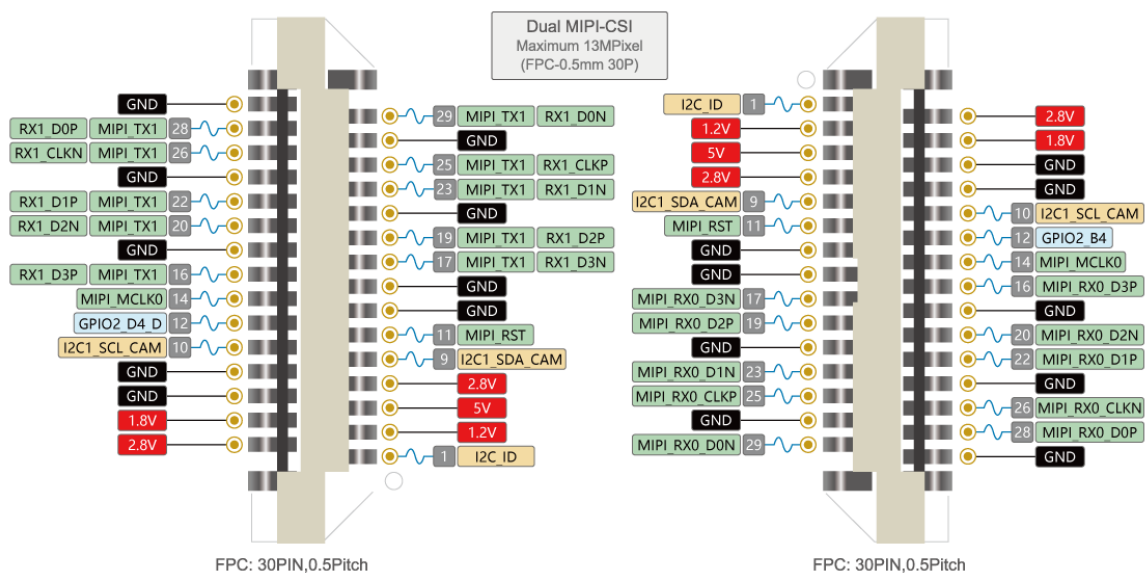 Dual MIPI-CSI
Maximum 13MPixel
(FPC-0.5mm 30P)
GND
RX1_D0P MIPI_TX1 28
RX1_CLKN MIPI_TX1 26
GND
RX1_D1P MIPI_TX1 22
RX1_D2N MIPI_TX1 20
GND
RX1_D3P MIPI_TX1 16
MIPI_MCLK0 14
GPIO2_D4_D 12
I2C1_SCL_CAM 10
GND
GND
1.8V
2.8V
29 MIPI_TX1 RX1_D0N
GND
25 MIPI_TX1 RX1_CLKP
23 MIPI_TX1 RX1_D1N
GND
19 MIPI_TX1 RX1_D2P
17 MIPI_TX1 RX1_D3N
GND
GND
11 MIPI_RST
9 I2C1_SDA_CAM
2.8V
5V
1.2V
1 I2C_ID
FPC: 30PIN,0.5Pitch
I2C_ID 1
1.2V
5V
2.8V
I2C1_SDA_CAM 9
MIPI_RST 11
GND
GND
MIPI_RX0_D3N 17
MIPI_RX0_D2P 19
GND
MIPI_RX0_D1N 23
MIPI_RX0_CLKP 25
GND
MIPI_RX0_D0N 29
2.8V
1.8V
GND
GND
10 I2C1_SCL_CAM
12 GPIO2_B4
14 MIPI_MCLK0
16 MIPI_RX0_D3P
GND
20 MIPI_RX0_D2N
22 MIPI_RX0_D1P
GND
26 MIPI_RX0_CLKN
28 MIPI_RX0_D0P
GND
FPC: 30PIN,0.5Pitch